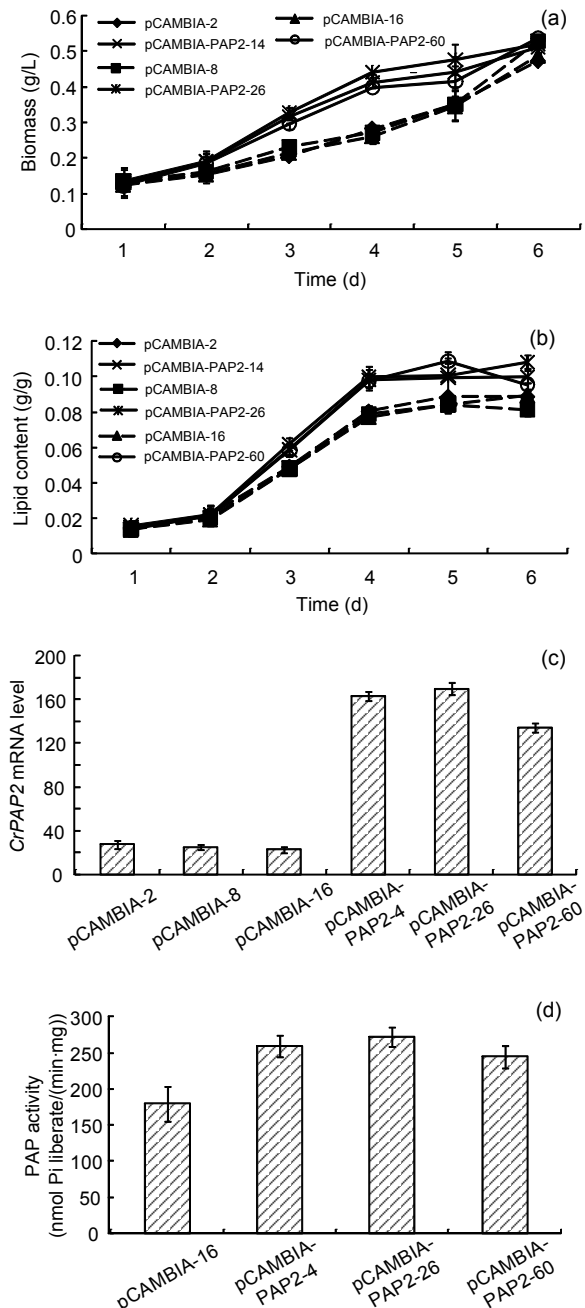 (a)
pCAMBIA-2
pCAMBIA-16
pCAMBIA-PAP2-14
pCAMBIA-PAP2-60
pCAMBIA-8
pCAMBIA-PAP2-26
Biomass (g/L)
0.6
0.5
0.4
0.3
0.2
0.1
0
1 2 3 4 5 6
Time (d)
(b)
pCAMBIA-2
pCAMBIA-PAP2-14
pCAMBIA-8
pCAMBIA-PAP2-26
pCAMBIA-16
pCAMBIA-PAP2-60
Lipid content (g/g)
0.12
0.10
0.08
0.06
0.04
0.02
0
1 2 3 4 5 6
Time (d)
(c)
CrPAP2 mRNA level
200
160
120
80
40
0
pCAMBIA-2
pCAMBIA-8
pCAMBIA-16
pCAMBIA-
PAP2-4
pCAMBIA-
PAP2-26
pCAMBIA-
PAP2-60
(d)
PAP activity
(nmol Pi liberate/(min·mg))
300
250
200
150
100
50
0
pCAMBIA-16
pCAMBIA-
PAP2-4
pCAMBIA-
PAP2-26
pCAMBIA-
PAP2-60